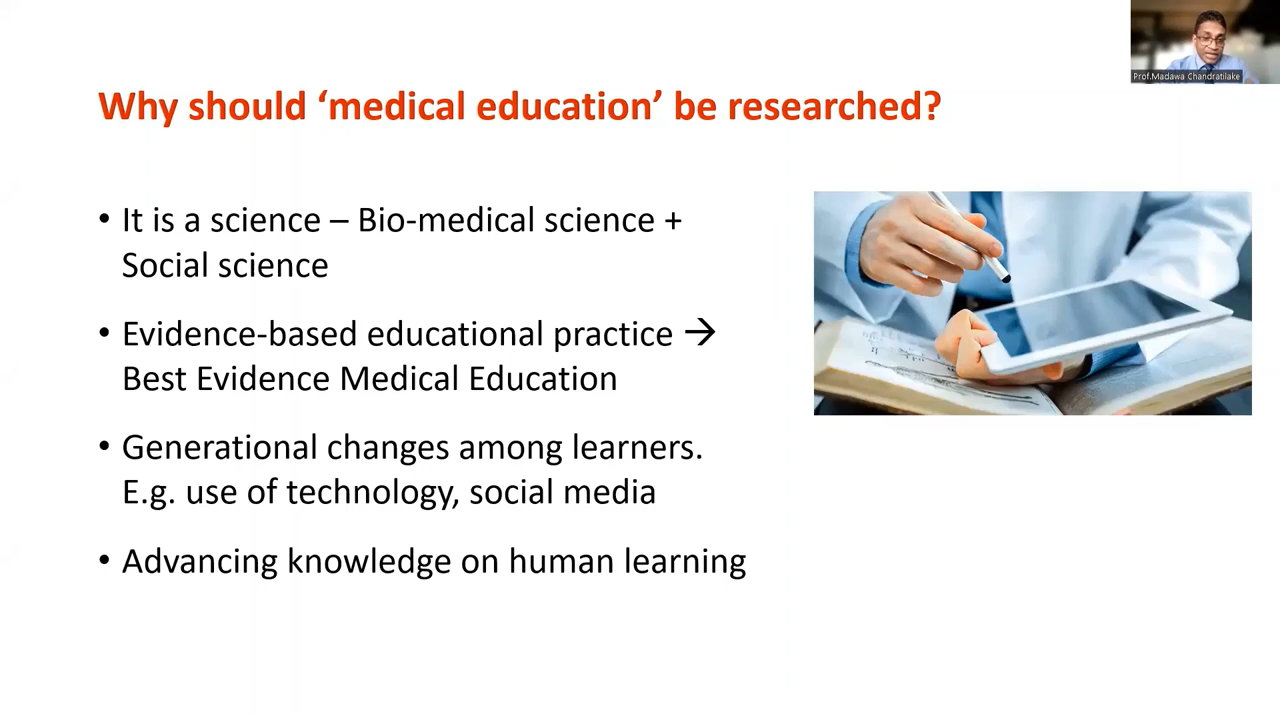 Prof.Madawa Chandratilake
Why should ‘medical education’ be researched?
• It is a science – Bio-medical science +
Social science
• Evidence-based educational practice →
Best Evidence Medical Education
• Generational changes among learners.
E.g. use of technology, social media
• Advancing knowledge on human learning